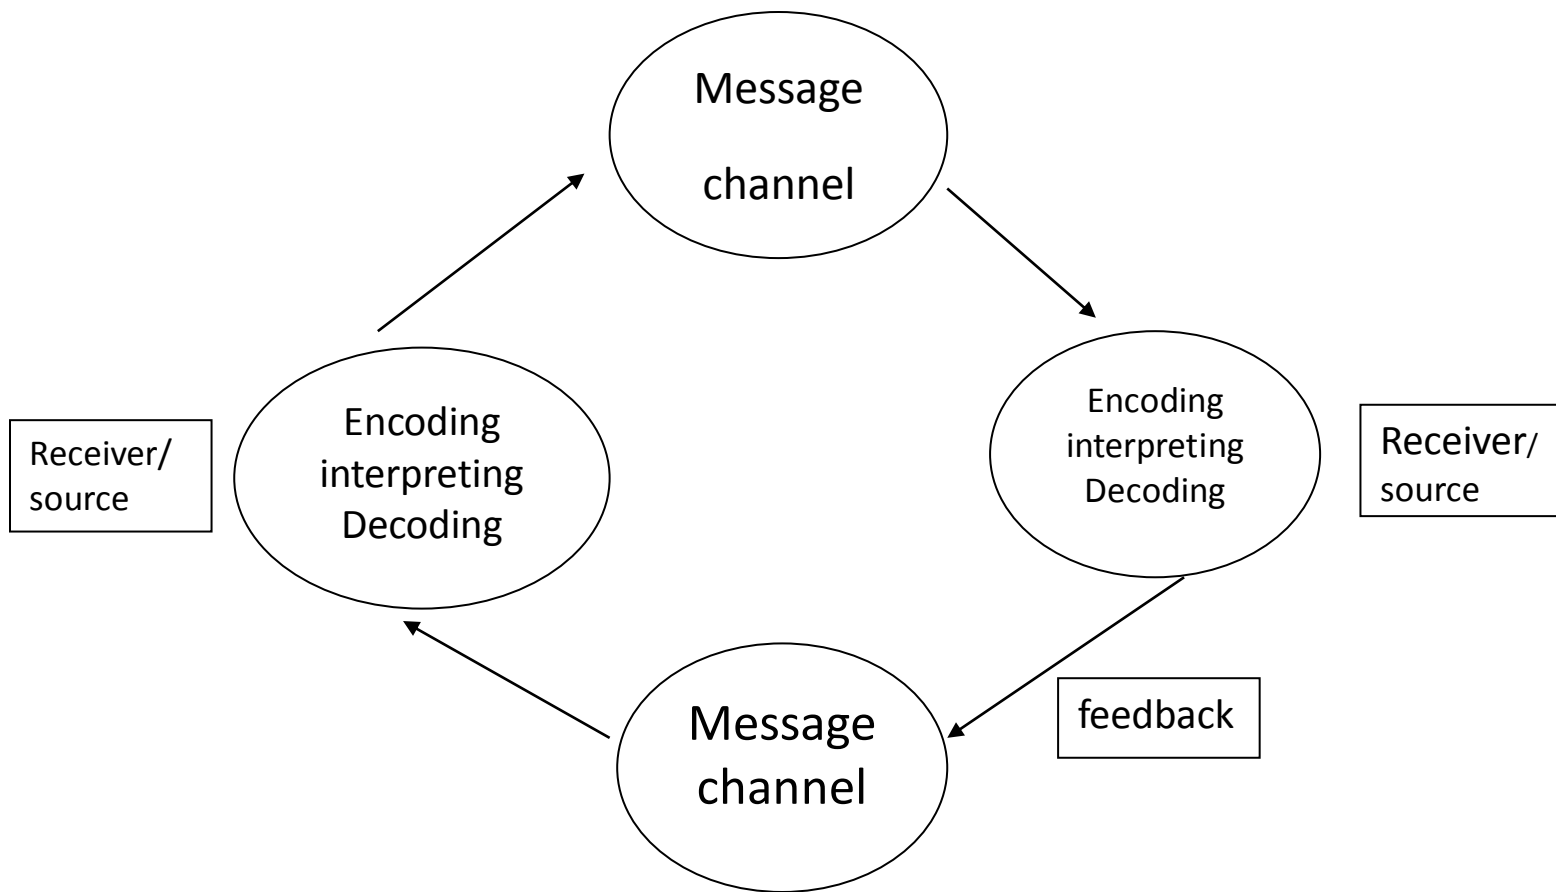 Message
channel
Receiver/
source
Encoding
interpreting
Decoding
Encoding
interpreting
Decoding
Receiver/
source
feedback
Message
channel